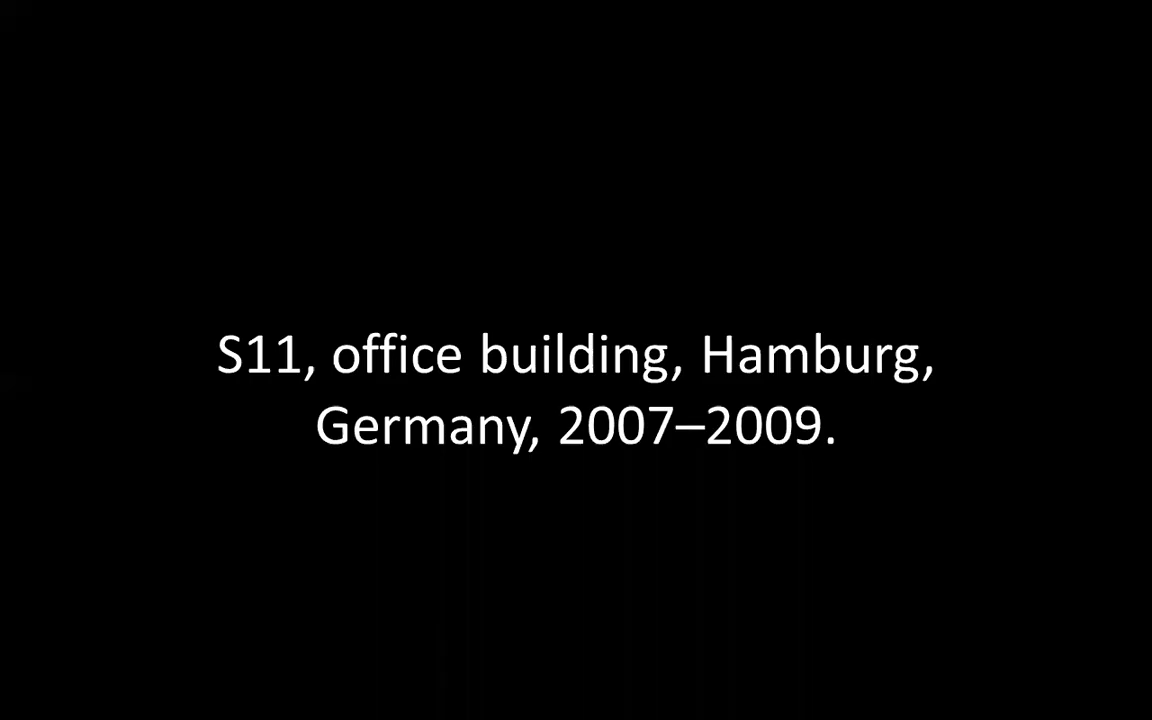 S11, office building, Hamburg,
Germany, 2007–2009.